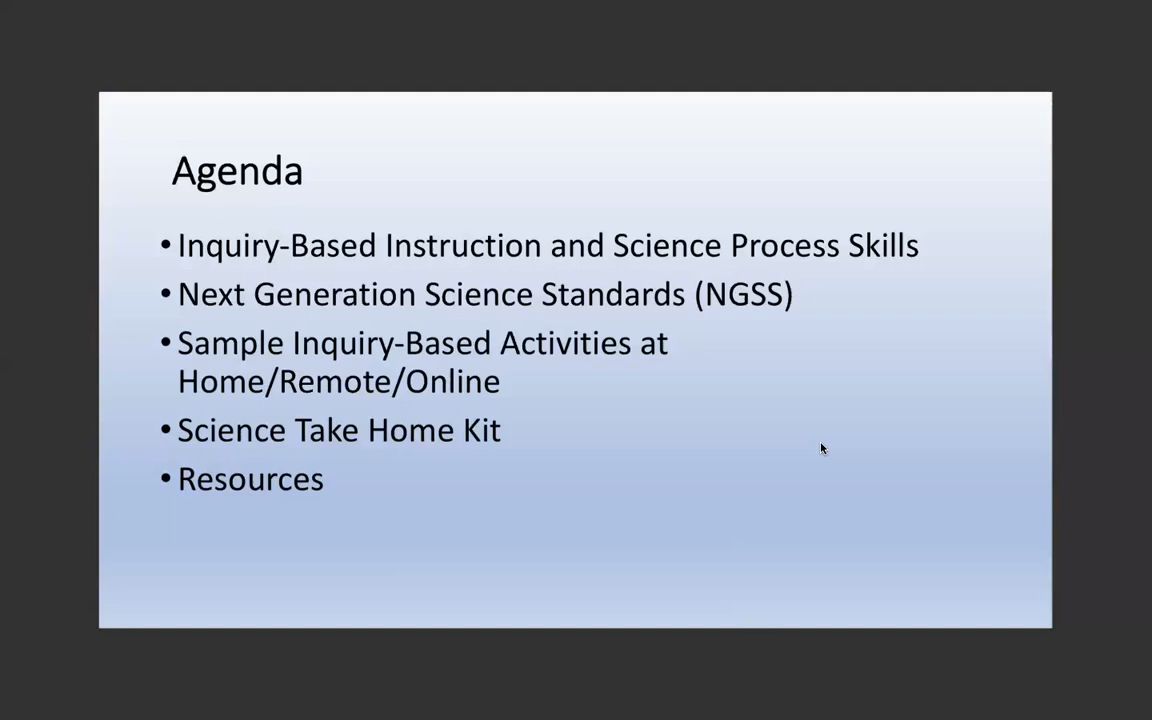 Agenda
• Inquiry-Based Instruction and Science Process Skills
• Next Generation Science Standards (NGSS)
• Sample Inquiry-Based Activities at
Home/Remote/Online
• Science Take Home Kit
• Resources